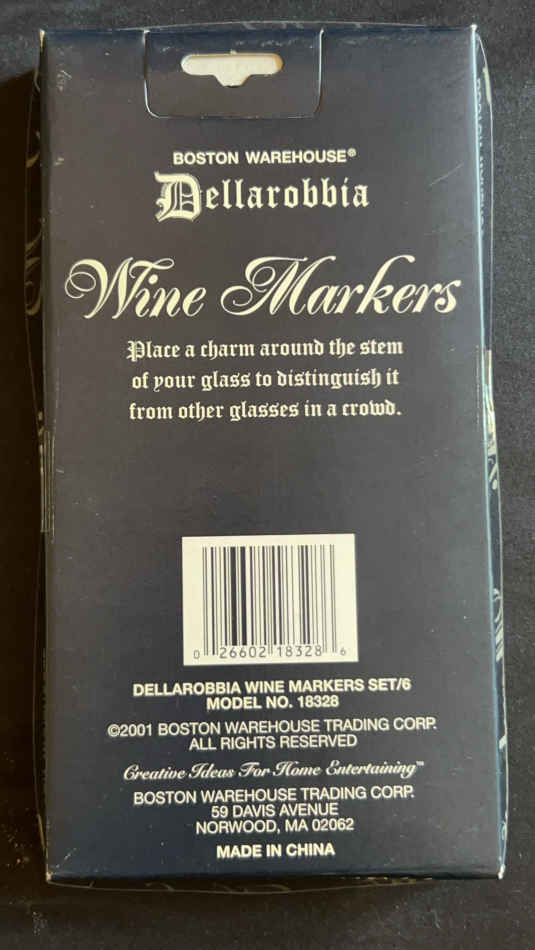 BOSTON WAREHOUSE®
Dellarobbia
Wine Markers
Place a charm around the stem
of your glass to distinguish it
from other glasses in a crowd.
0 26602 18328 6
DELLAROBBIA WINE MARKERS SET/6
MODEL NO. 18328
©2001 BOSTON WAREHOUSE TRADING CORP.
ALL RIGHTS RESERVED
Creative Ideas For Home Entertaining™
BOSTON WAREHOUSE TRADING CORP.
59 DAVIS AVENUE
NORWOOD, MA 02062
MADE IN CHINA